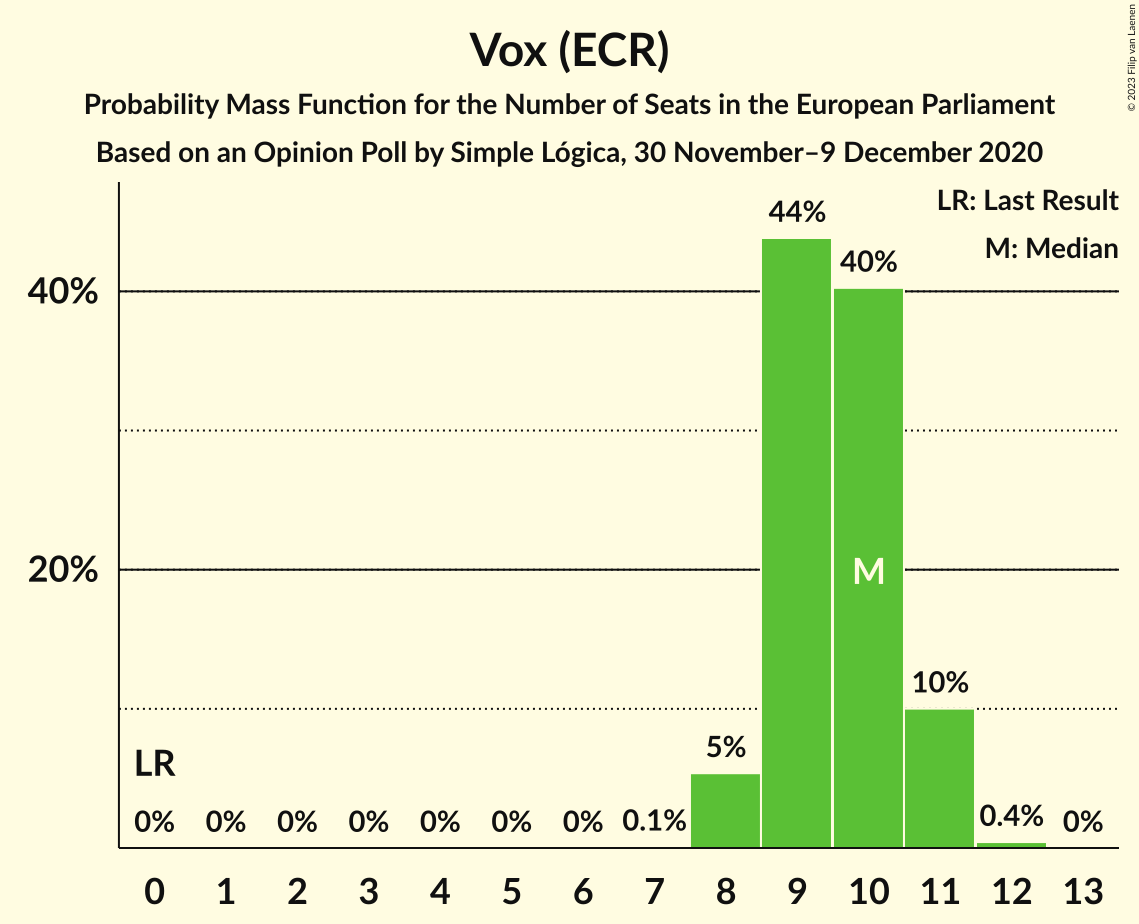 Vox (ECR)
Probability Mass Function for the Number of Seats in the European Parliament
Based on an Opinion Poll by Simple Lógica, 30 November–9 December 2020
© 2023 Filip van Laenen
LR: Last Result
M: Median
44%
40%
40%
20%
M
10%
5%
LR
0% 0% 0% 0% 0% 0% 0% 0.1% 0.4% 0%
0 1 2 3 4 5 6 7 8 9 10 11 12 13